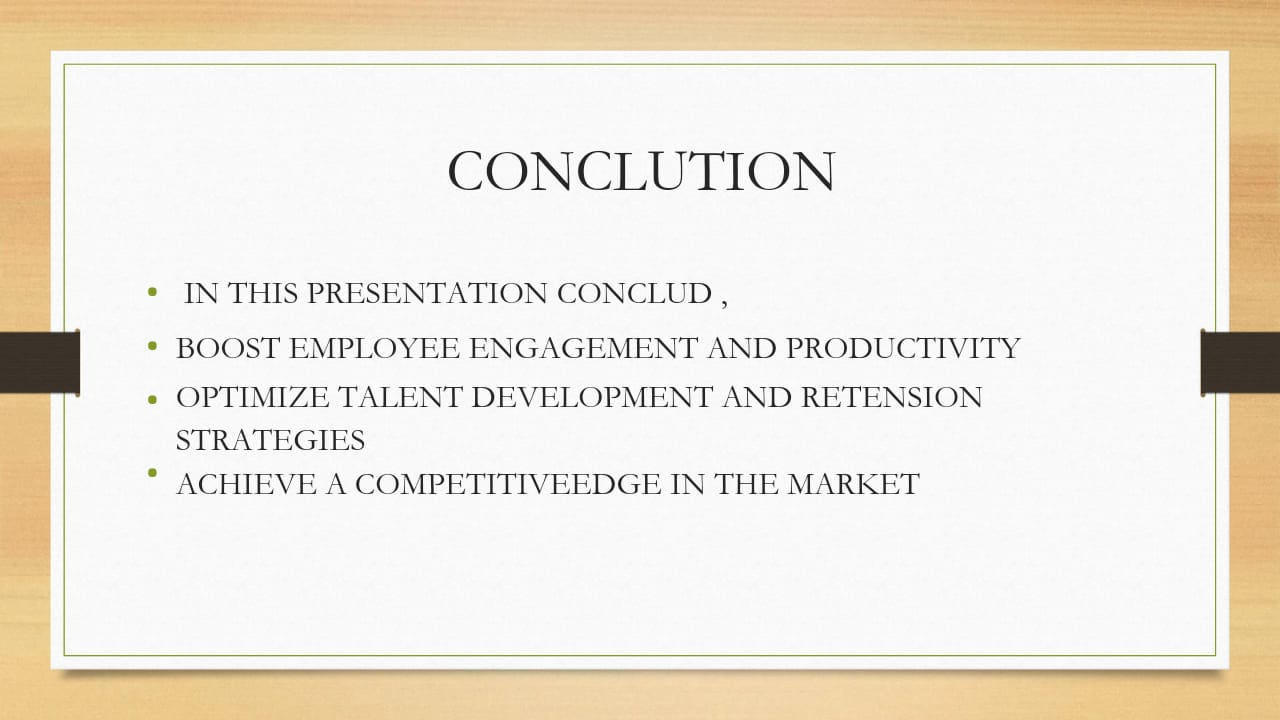 CONCLUTION
• IN THIS PRESENTATION CONCLUD ,
• BOOST EMPLOYEE ENGAGEMENT AND PRODUCTIVITY
• OPTIMIZE TALENT DEVELOPMENT AND RETENSION
STRATEGIES
• ACHIEVE A COMPETITIVEEDGE IN THE MARKET